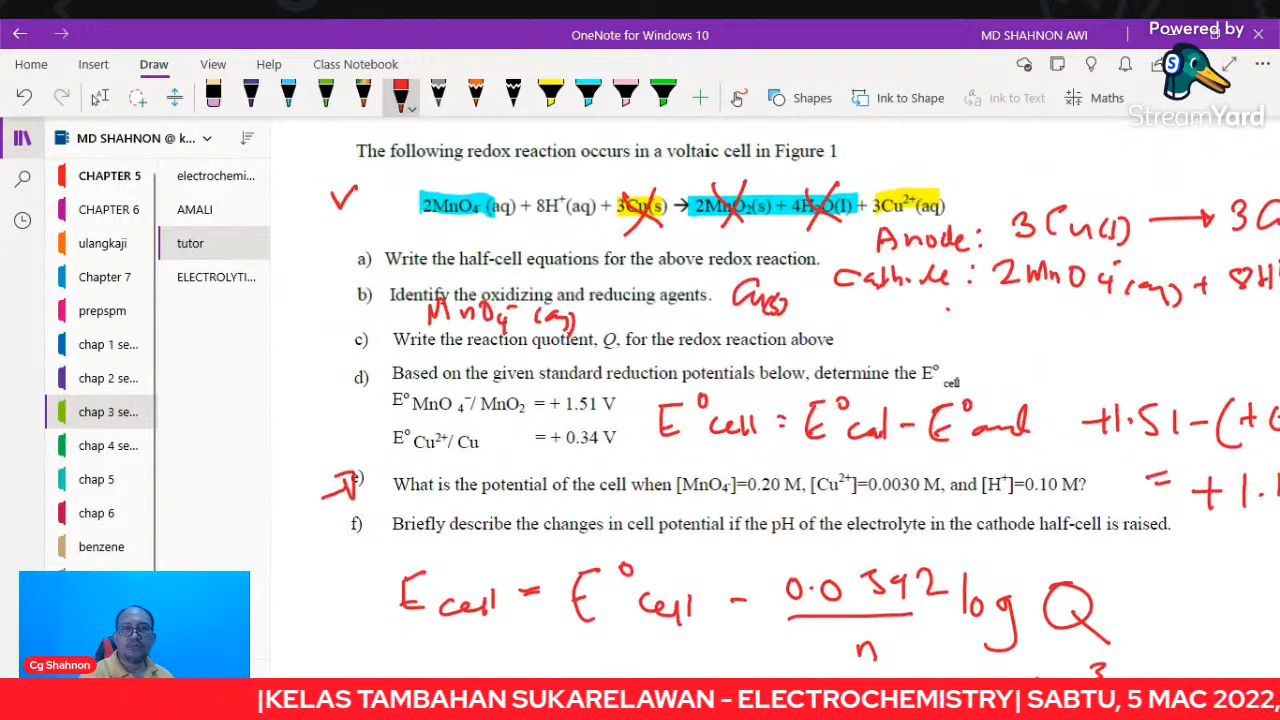 OneNote for Windows 10
MD SHAHNON AWI
Powered by
StreamYard
Home Insert Draw View Help Class Notebook
Shapes Ink to Shape Ink to Text Maths
MD SHAHNON @ k...
CHAPTER 5
CHAPTER 6
ulangkaji
Chapter 7
prepspm
chap 1 se...
chap 2 se...
chap 3 se...
chap 4 se...
chap 5
chap 6
benzene
electrochemi...
AMALI
tutor
ELECTROLYTI...
The following redox reaction occurs in a voltaic cell in Figure 1
2MnO₄⁻(aq) + 8H⁺(aq) + 3Cu(s) → 2MnO₂(s) + 4H₂O(l) + 3Cu²⁺(aq)
Anode: 3Cu(s) → 3C
Cathode: 2MnO₄⁻(aq) + 8H
a) Write the half-cell equations for the above redox reaction.
b) Identify the oxidizing and reducing agents. Cu(s)
MnO₄⁻ (aq)
c) Write the reaction quotient, Q, for the redox reaction above
d) Based on the given standard reduction potentials below, determine the E° cell
E° MnO ₄⁻/ MnO₂ = + 1.51 V
E° Cu²⁺/ Cu = + 0.34 V
E°cell = E°cat - E°and +1.51 - (+0
= +1.1
e) What is the potential of the cell when [MnO₄⁻]=0.20 M, [Cu²⁺]=0.0030 M, and [H⁺]=0.10 M?
f) Briefly describe the changes in cell potential if the pH of the electrolyte in the cathode half-cell is raised.
E cell = E°cell - 0.0592 log Q
n
3
Cg Shahnon
|KELAS TAMBAHAN SUKARELAWAN - ELECTROCHEMISTRY| SABTU, 5 MAC 2022,